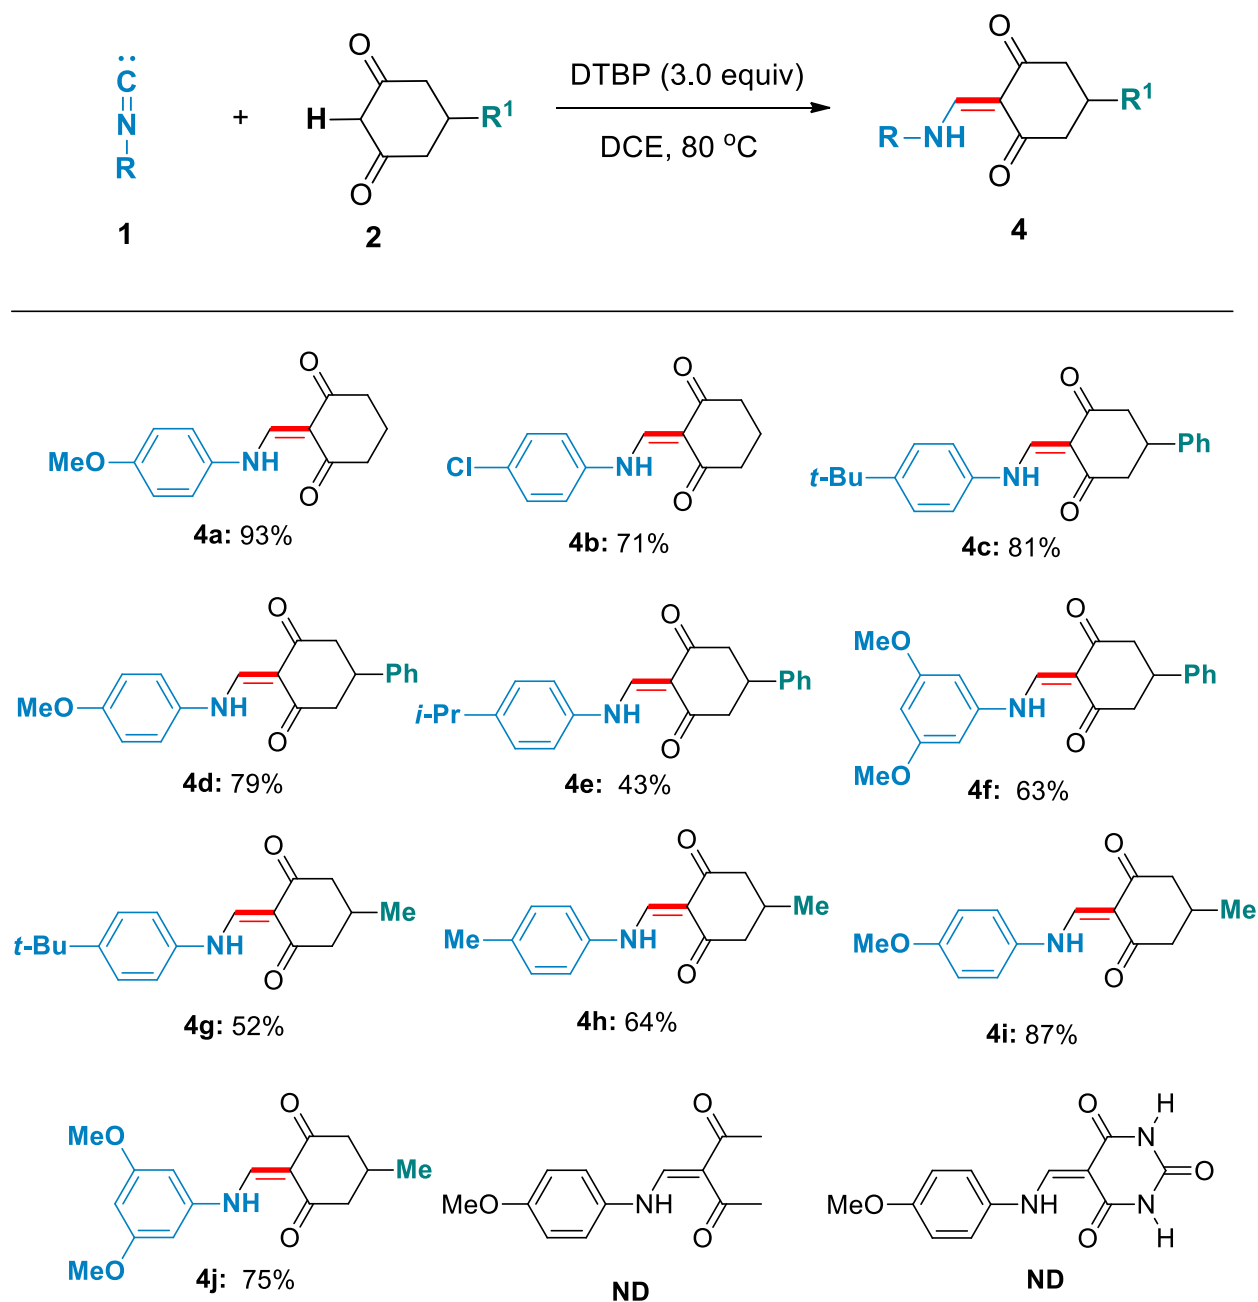 :
C
N
R
1
+
H
O
O
R¹
2
DTBP (3.0 equiv)
DCE, 80 °C
O
R–NH
O
R¹
4
O
MeO
NH
O
4a: 93%
O
Cl
NH
O
4b: 71%
O
t-Bu
NH
O
Ph
4c: 81%
O
MeO
NH
O
Ph
4d: 79%
O
i-Pr
NH
O
Ph
4e: 43%
MeO
MeO
NH
O
O
Ph
4f: 63%
O
t-Bu
NH
O
Me
4g: 52%
O
Me
NH
O
Me
4h: 64%
O
MeO
NH
O
Me
4i: 87%
MeO
MeO
NH
O
O
Me
4j: 75%
O
MeO
NH
O
ND
O
H
N
O
MeO
NH
O
N
H
ND